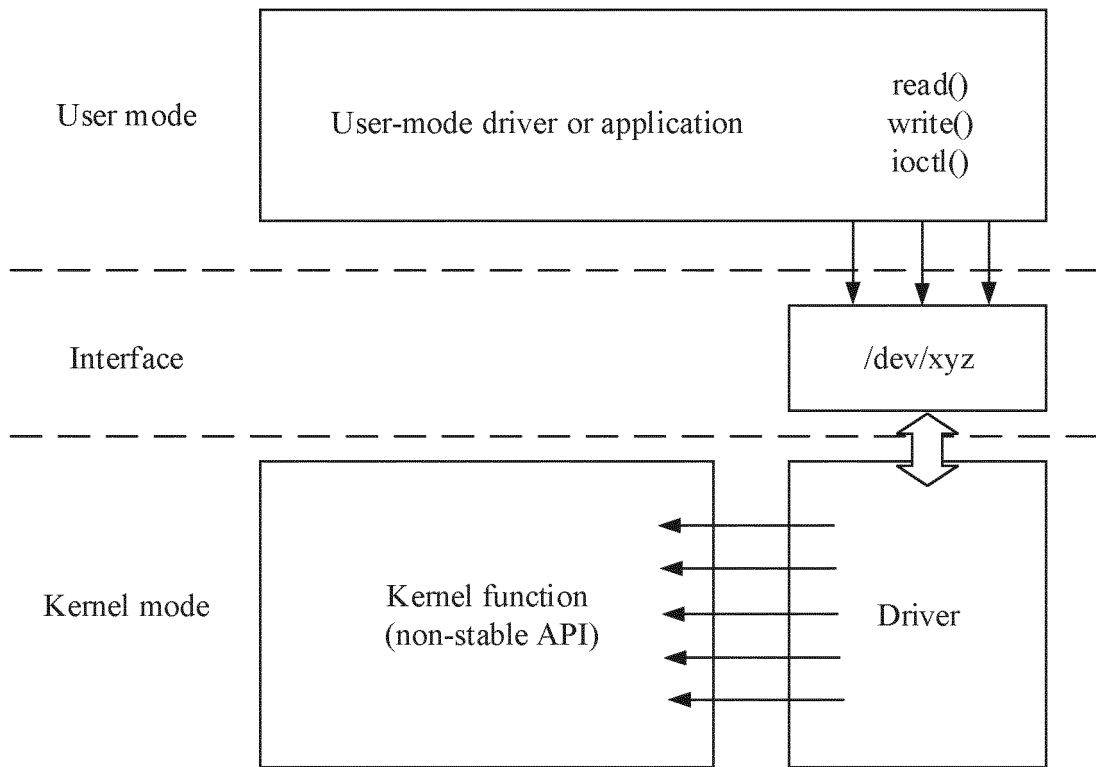 User mode
User-mode driver or application
read()
write()
ioctl()
Interface
/dev/xyz
Kernel mode
Kernel function
(non-stable API)
Driver